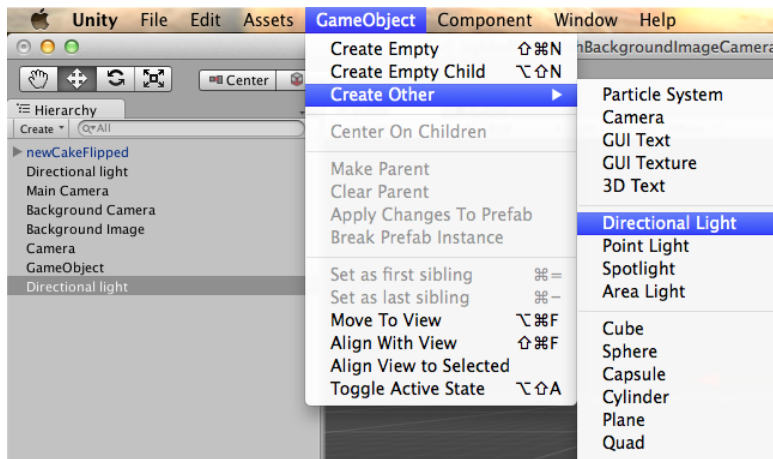 Unity File Edit Assets GameObject Component Window Help
nBackgroundImageCamera
Center
Hierarchy
Create All
newCakeFlipped
Directional light
Main Camera
Background Camera
Background Image
Camera
GameObject
Directional light
Create Empty ⇧⌘N
Create Empty Child ⌥⇧N
Create Other ▶
Center On Children
Make Parent
Clear Parent
Apply Changes To Prefab
Break Prefab Instance
Set as first sibling ⌘=
Set as last sibling ⌘−
Move To View ⌥⌘F
Align With View ⇧⌘F
Align View to Selected
Toggle Active State ⌥⇧A
Particle System
Camera
GUI Text
GUI Texture
3D Text
Directional Light
Point Light
Spotlight
Area Light
Cube
Sphere
Capsule
Cylinder
Plane
Quad